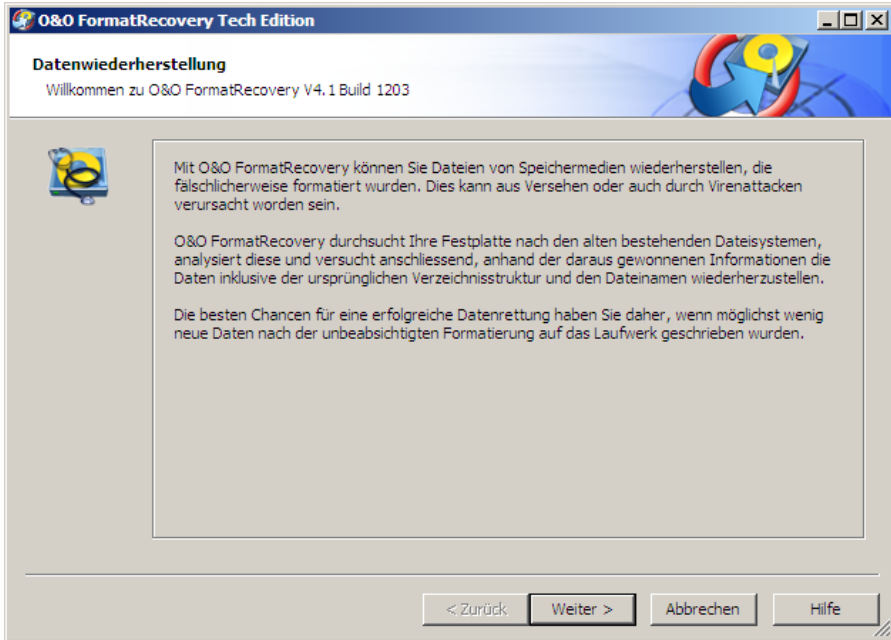 O&O FormatRecovery Tech Edition
Datenwiederherstellung
Willkommen zu O&O FormatRecovery V4.1 Build 1203
Mit O&O FormatRecovery können Sie Dateien von Speichermedien wiederherstellen, die
fälschlicherweise formatiert wurden. Dies kann aus Versehen oder auch durch Virenattacken
verursacht worden sein.
O&O FormatRecovery durchsucht Ihre Festplatte nach den alten bestehenden Dateisystemen,
analysiert diese und versucht anschliessend, anhand der daraus gewonnenen Informationen die
Daten inklusive der ursprünglichen Verzeichnisstruktur und den Dateinamen wiederherzustellen.
Die besten Chancen für eine erfolgreiche Datenrettung haben Sie daher, wenn möglichst wenig
neue Daten nach der unbeabsichtigten Formatierung auf das Laufwerk geschrieben wurden.
< Zurück Weiter > Abbrechen Hilfe